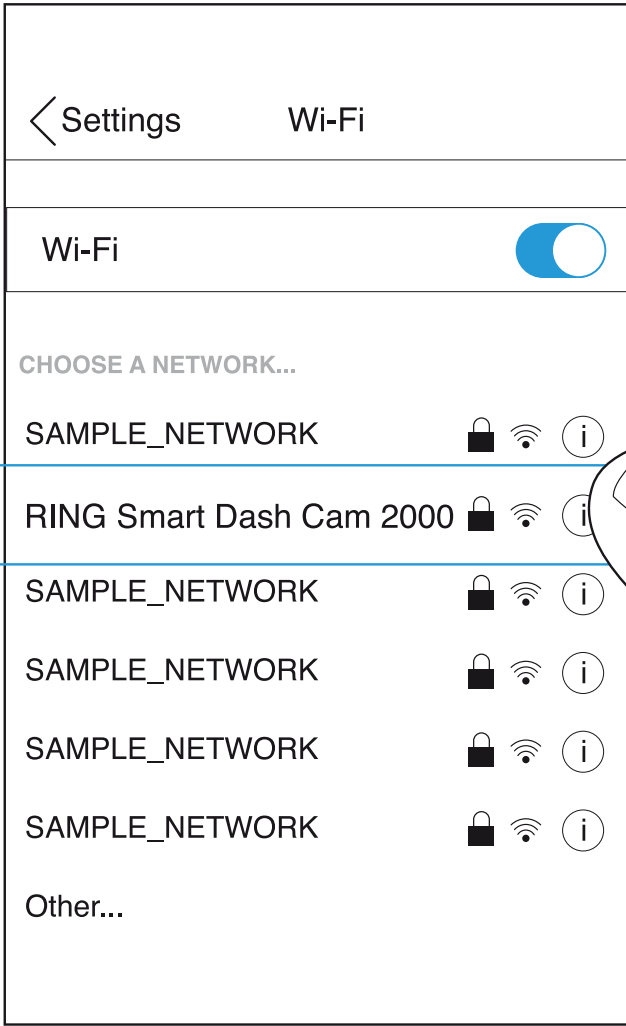 Settings Wi-Fi
Wi-Fi
CHOOSE A NETWORK...
SAMPLE_NETWORK i
RING Smart Dash Cam 2000 i
SAMPLE_NETWORK i
SAMPLE_NETWORK i
SAMPLE_NETWORK i
SAMPLE_NETWORK i
Other...